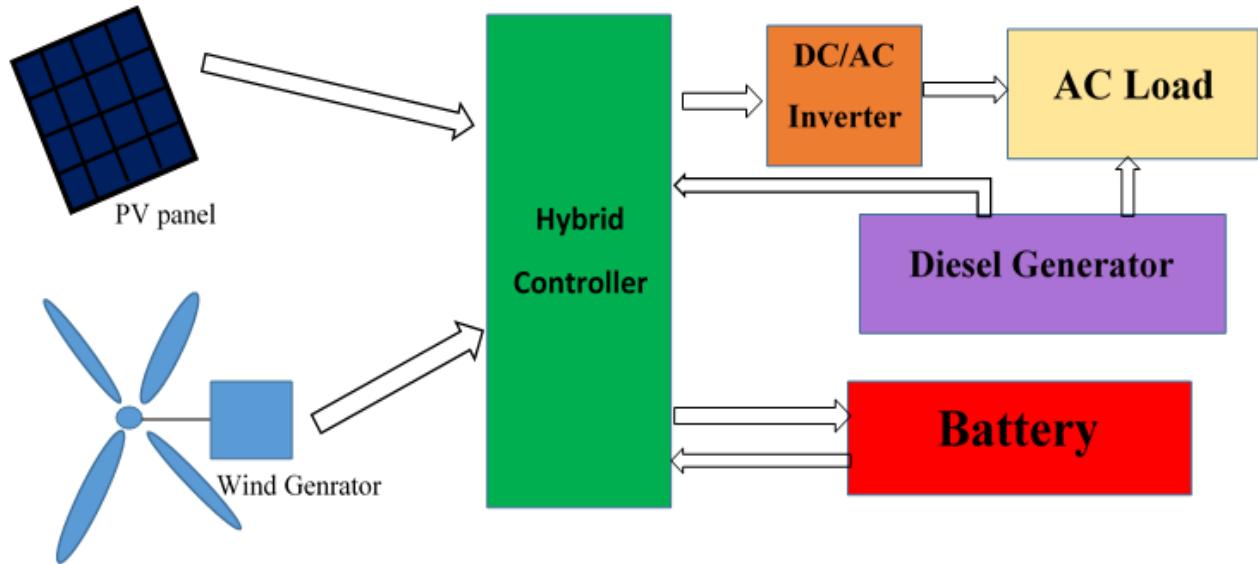 PV panel
Wind Genrator
Hybrid
Controller
DC/AC
Inverter
AC Load
Diesel Generator
Battery